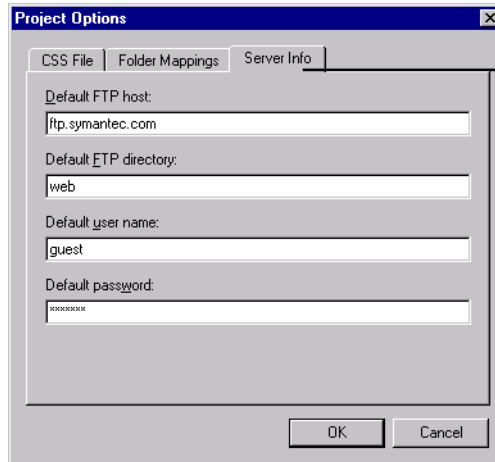 Project Options
CSS File Folder Mappings Server Info
Default FTP host:
ftp.symantec.com
Default FTP directory:
web
Default user name:
guest
Default password:
×××××××
OK Cancel